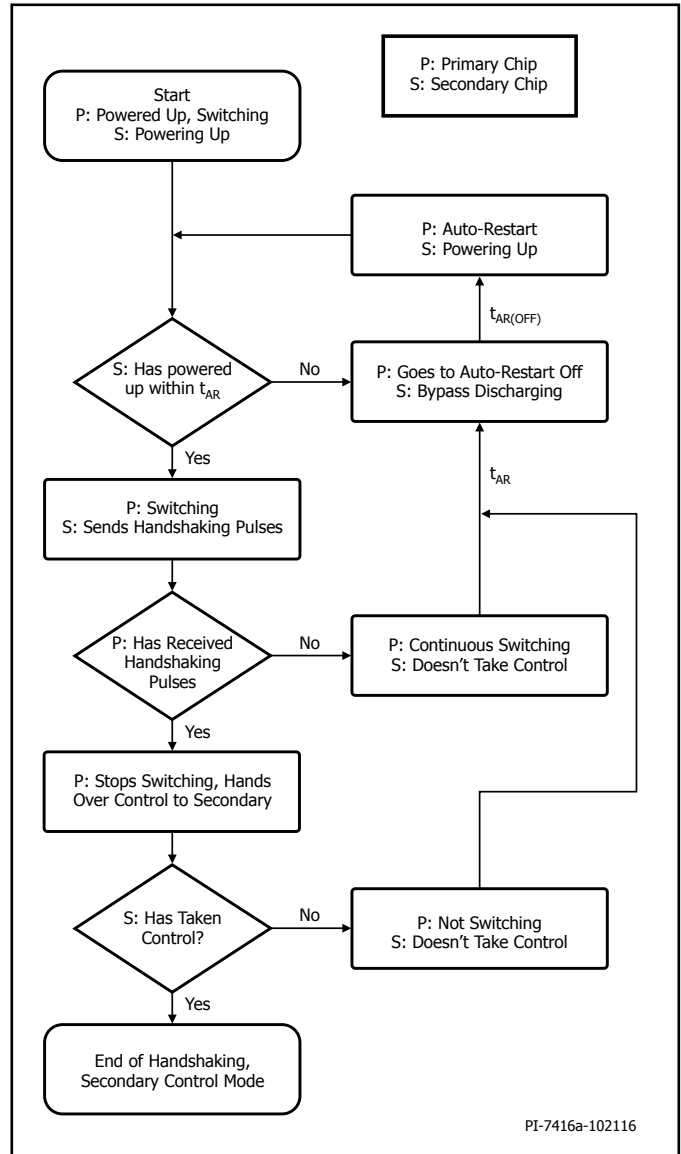 P: Primary Chip
S: Secondary Chip
Start
P: Powered Up, Switching
S: Powering Up
P: Auto-Restart
S: Powering Up
t_AR(OFF)
S: Has powered
up within t_AR
No
P: Goes to Auto-Restart Off
S: Bypass Discharging
Yes
t_AR
P: Switching
S: Sends Handshaking Pulses
P: Has Received
Handshaking
Pulses
No
P: Continuous Switching
S: Doesn't Take Control
Yes
P: Stops Switching, Hands
Over Control to Secondary
S: Has Taken
Control?
No
P: Not Switching
S: Doesn't Take Control
Yes
End of Handshaking,
Secondary Control Mode
PI-7416a-102116